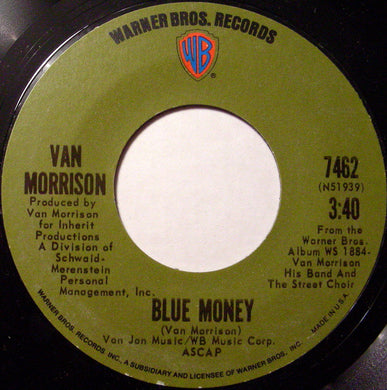 WARNER BROS. RECORDS
WB
®
VAN
MORRISON
Produced by
Van Morrison
for Inherit
Productions
A Division of
Schwaid-
Merenstein
Personal
Management, Inc.
7462
(NS1939)
3:40
From the
Warner Bros.
Album WS 1884-
Van Morrison
His Band And
The Street Choir
BLUE MONEY
(Van Morrison)
Van Jan Music/WB Music Corp.
ASCAP
WARNER BROS. RECORDS INC., A SUBSIDIARY AND LICENSEE OF WARNER BROS. INC.
MADE IN U.S.A.